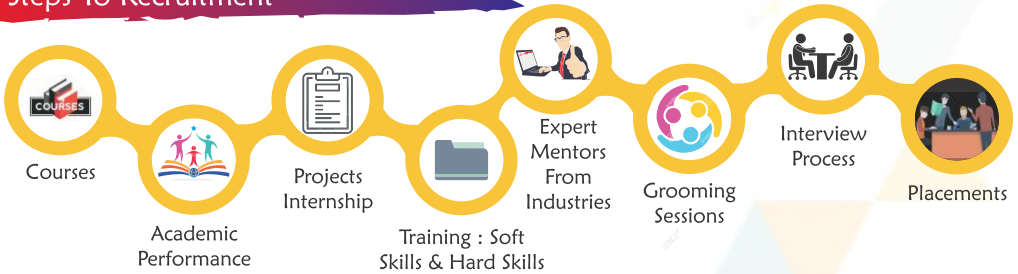 Steps To Recruitment
COURSES
Courses
Academic
Performance
Projects
Internship
Training : Soft
Skills & Hard Skills
Expert
Mentors
From
Industries
Grooming
Sessions
Interview
Process
Placements